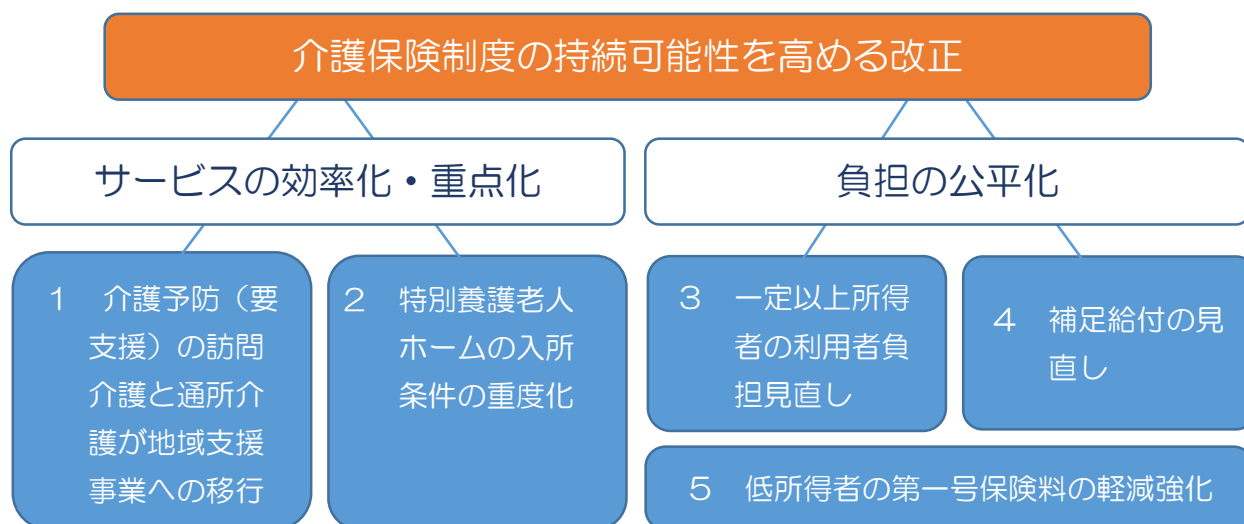 介護保険制度の持続可能性を高める改正
サービスの効率化・重点化
負担の公平化
１　介護予防（要
支援）の訪問
介護と通所介
護が地域支援
事業への移行
２　特別養護老人
ホームの入所
条件の重度化
３　一定以上所得
者の利用者負
担見直し
４　補足給付の見
直し
５　低所得者の第一号保険料の軽減強化